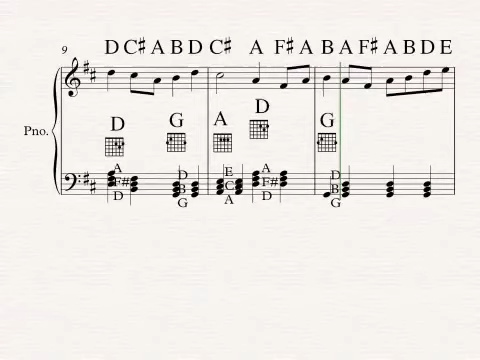 9 D C♯ A B D C♯ A F♯ A B A F♯ A B D E
D G A D G
Pno.
A D E A D
F♯ B C F♯ B
D G A D G